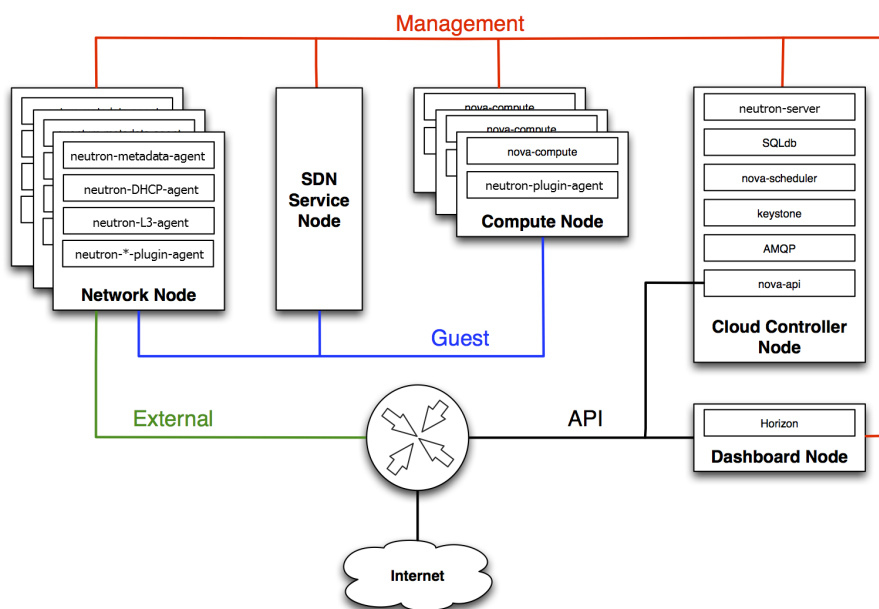 Management
neutron-metadata-agent
neutron-DHCP-agent
neutron-L3-agent
neutron-*-plugin-agent
Network Node
SDN
Service
Node
nova-compute
nova-compute
nova-compute
neutron-plugin-agent
Compute Node
neutron-server
SQLdb
nova-scheduler
keystone
AMQP
nova-api
Cloud Controller
Node
Guest
External
API
Horizon
Dashboard Node
Internet